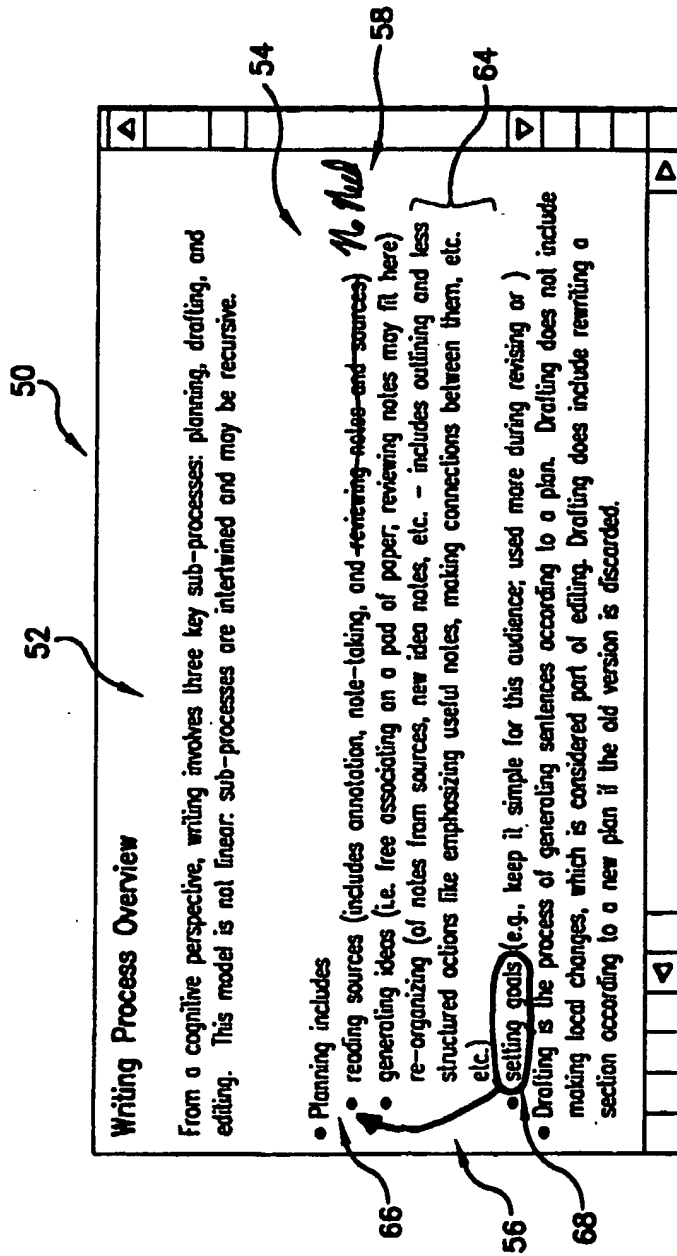 50
52
54
Writing Process Overview
From a cognitive perspective, writing involves three key sub-processes: planning, drafting, and
editing. This model is not linear: sub-processes are intertwined and may be recursive.
• Planning includes
• reading sources (includes annotation, note-taking, and reviewing notes and sources) No Need
• generating ideas (i.e. free associating on a pad of paper; reviewing notes may fit here)
re-organizing (of notes from sources, new idea notes, etc. - includes outlining and less
structured actions like emphasizing useful notes, making connections between them, etc.
etc.)
• setting goals (e.g., keep it simple for this audience; used more during revising or )
• Drafting is the process of generating sentences according to a plan. Drafting does not include
making local changes, which is considered part of editing. Drafting does include rewriting a
section according to a new plan if the old version is discarded.
58
64
66
56
68